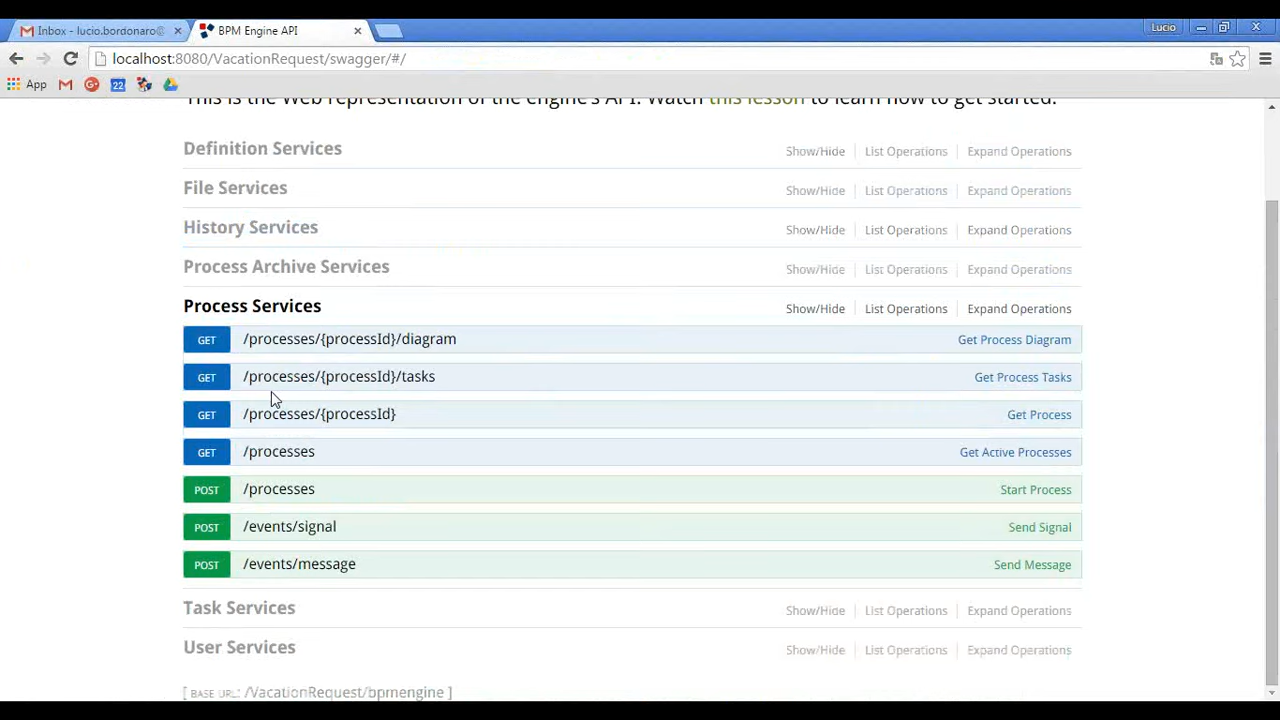 Inbox - lucio.bordonaro@
BPM Engine API
Lucio
localhost:8080/VacationRequest/swagger/#/
App
22
This is the Web representation of the engine's API. Watch this lesson to learn how to get started.
Definition Services Show/Hide List Operations Expand Operations
File Services Show/Hide List Operations Expand Operations
History Services Show/Hide List Operations Expand Operations
Process Archive Services Show/Hide List Operations Expand Operations
Process Services Show/Hide List Operations Expand Operations
GET /processes/{processId}/diagram Get Process Diagram
GET /processes/{processId}/tasks Get Process Tasks
GET /processes/{processId} Get Process
GET /processes Get Active Processes
POST /processes Start Process
POST /events/signal Send Signal
POST /events/message Send Message
Task Services Show/Hide List Operations Expand Operations
User Services Show/Hide List Operations Expand Operations
[ BASE URL: /VacationRequest/bpmengine ]